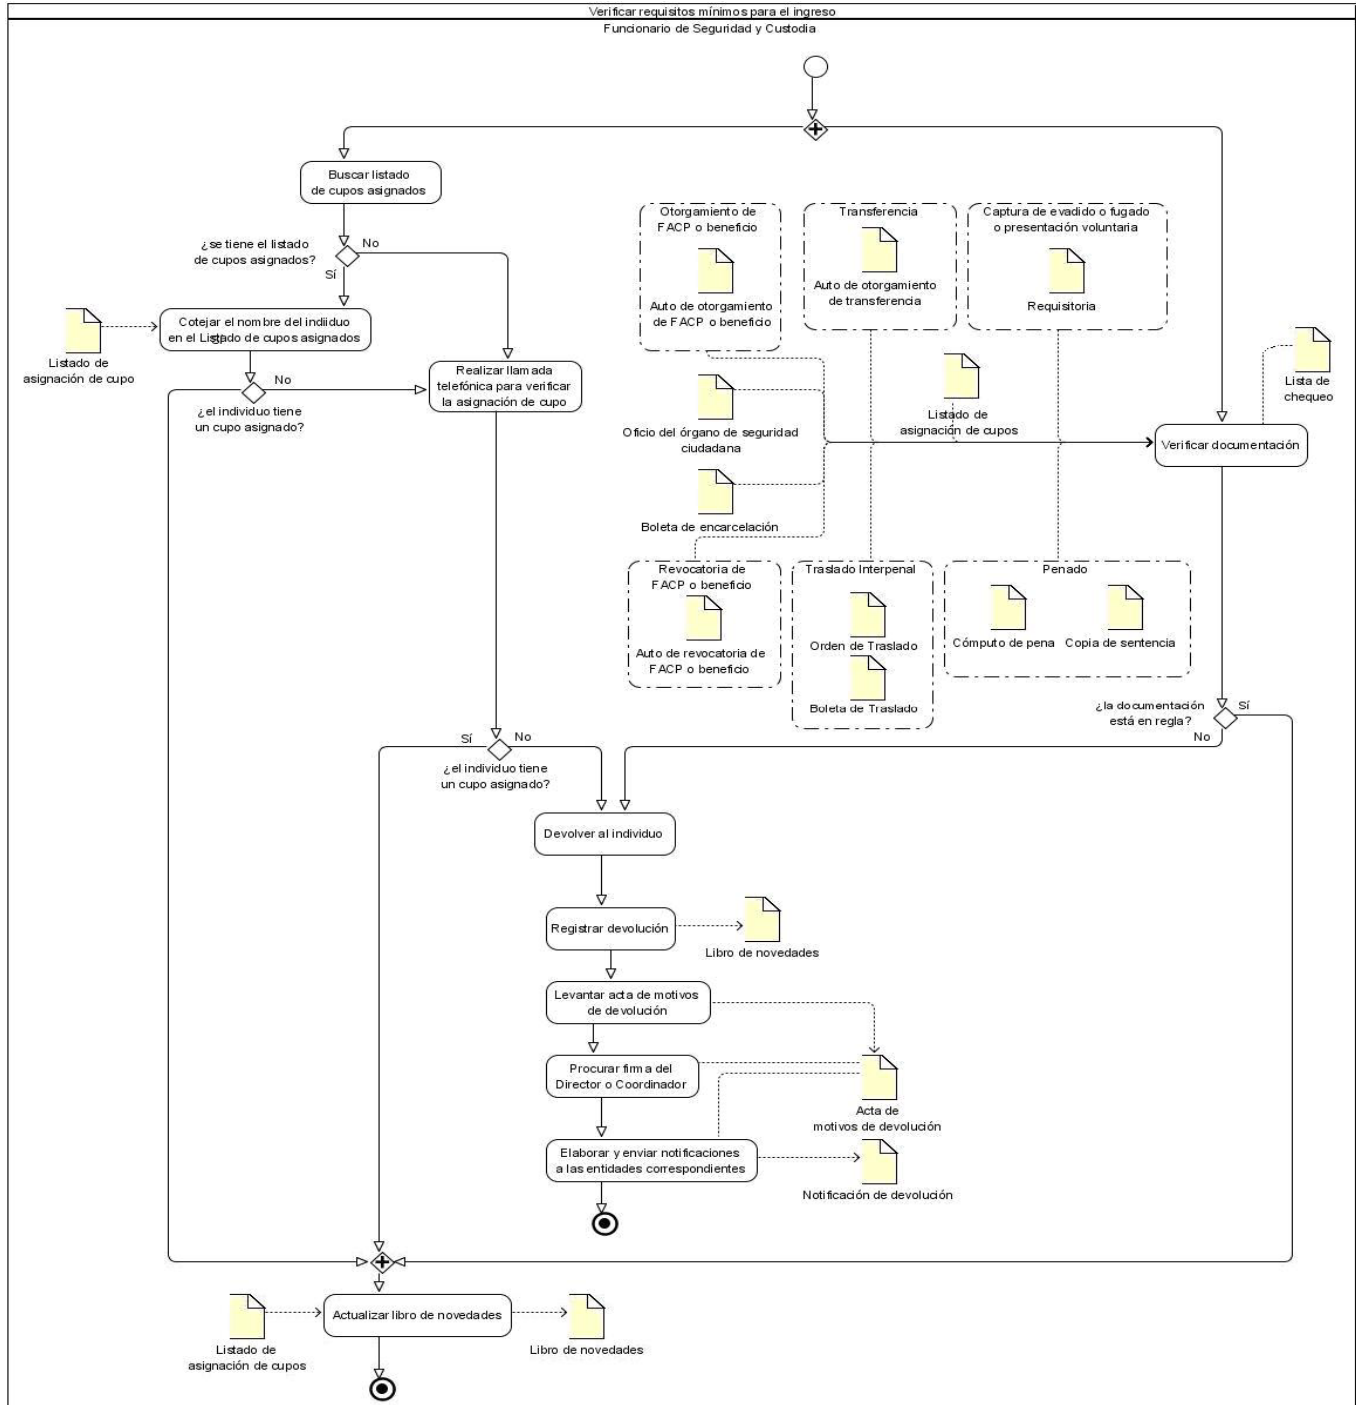 Verificar requisitos mínimos para el ingreso
Funcionario de Seguridad y Custodia
Buscar listado
de cupos asignados
¿se tiene el listado
de cupos asignados?
No
Sí
Listado de
asignación de cupo
Cotejar el nombre del indiiduo
en el Listado de cupos asignados
Sí
No
¿el individuo tiene
un cupo asignado?
Realizar llamada
telefónica para verificar
la asignación de cupo
Otorgamiento de
FACP o beneficio
Auto de otorgamiento
de FACP o beneficio
Transferencia
Auto de otorgamiento
de transferencia
Captura de evadido o fugado
o presentación voluntaria
Requisitoria
Lista de
chequeo
Oficio del órgano de seguridad
ciudadana
Listado de
asignación de cupos
Verificar documentación
Boleta de encarcelación
Revocatoria de
FACP o beneficio
Auto de revocatoria de
FACP o beneficio
Traslado Interpenal
Orden de Traslado
Boleta de Traslado
Penado
Cómputo de pena
Copia de sentencia
¿la documentación
está en regla?
Sí
No
Sí
No
¿el individuo tiene
un cupo asignado?
Devolver al individuo
Registrar devolución
Libro de novedades
Levantar acta de motivos
de devolución
Procurar firma del
Director o Coordinador
Acta de
motivos de devolución
Elaborar y enviar notificaciones
a las entidades correspondientes
Notificación de devolución
Listado de
asignación de cupos
Actualizar libro de novedades
Libro de novedades